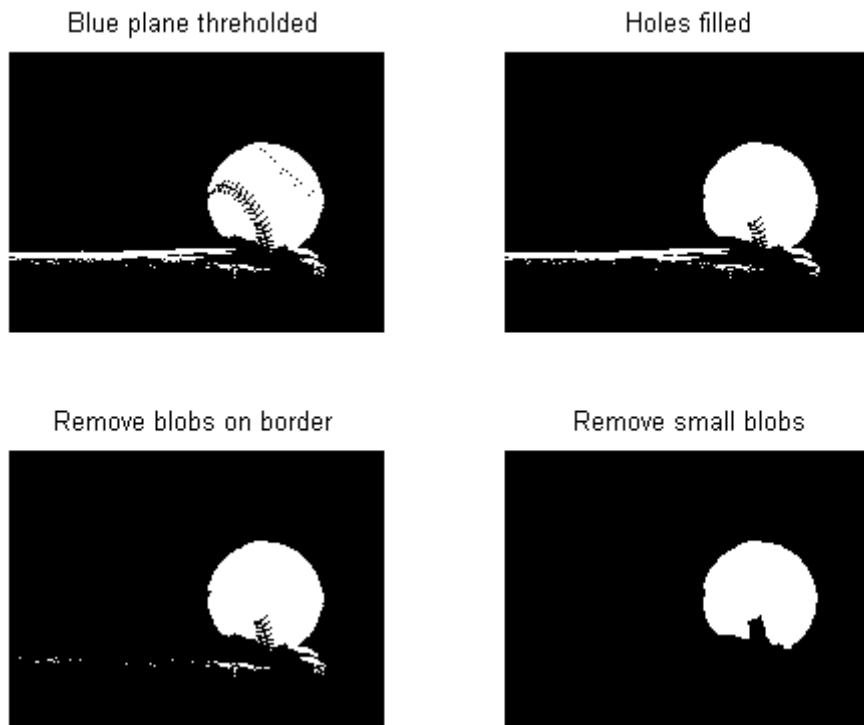 Blue plane threholded
Holes filled
Remove blobs on border
Remove small blobs